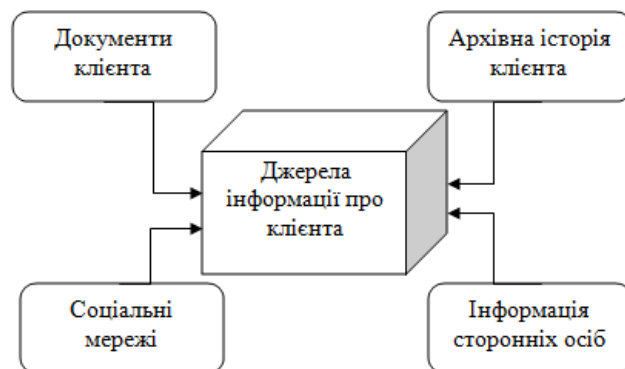 Документи
клієнта
Архівна історія
клієнта
Джерела
інформації про
клієнта
Соціальні
мережі
Інформація
сторонніх осіб